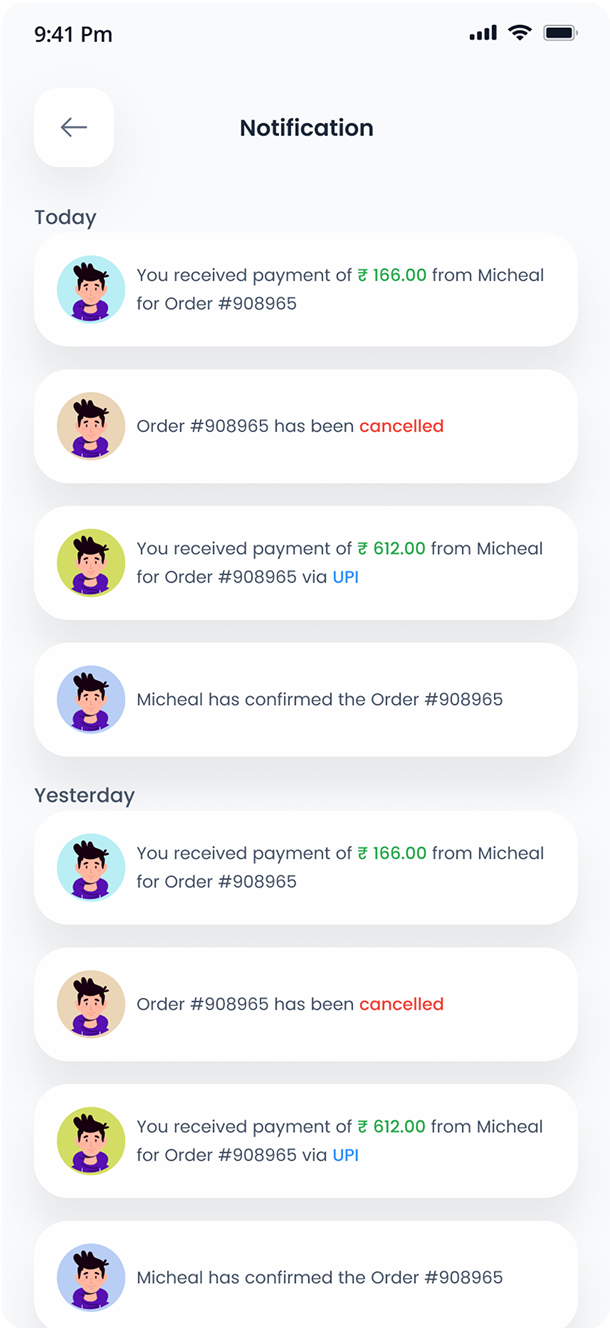 9:41 Pm
Notification
Today
You received payment of ₹ 166.00 from Micheal
for Order #908965
Order #908965 has been cancelled
You received payment of ₹ 612.00 from Micheal
for Order #908965 via UPI
Micheal has confirmed the Order #908965
Yesterday
You received payment of ₹ 166.00 from Micheal
for Order #908965
Order #908965 has been cancelled
You received payment of ₹ 612.00 from Micheal
for Order #908965 via UPI
Micheal has confirmed the Order #908965